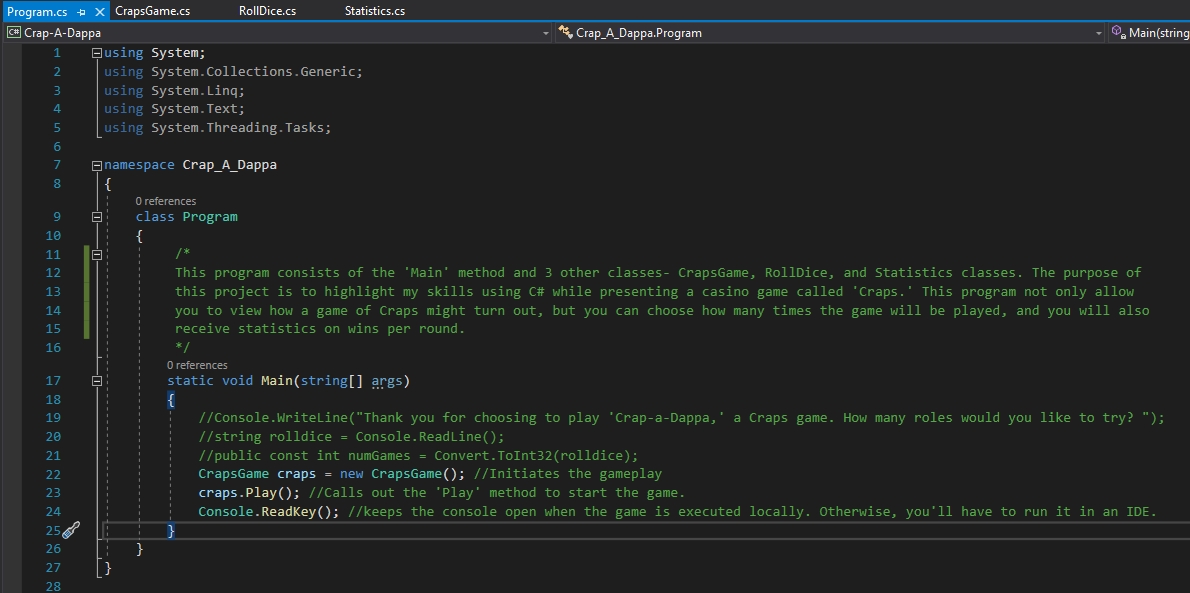 Program.cs CrapsGame.cs RollDice.cs Statistics.cs
C# Crap-A-Dappa Crap_A_Dappa.Program Main(string
1 using System;
2 using System.Collections.Generic;
3 using System.Linq;
4 using System.Text;
5 using System.Threading.Tasks;
6
7 namespace Crap_A_Dappa
8 {
0 references
9 class Program
10 {
11 /*
12 This program consists of the 'Main' method and 3 other classes- CrapsGame, RollDice, and Statistics classes. The purpose of
13 this project is to highlight my skills using C# while presenting a casino game called 'Craps.' This program not only allow
14 you to view how a game of Craps might turn out, but you can choose how many times the game will be played, and you will also
15 receive statistics on wins per round.
16 */
0 references
17 static void Main(string[] args)
18 {
19 //Console.WriteLine("Thank you for choosing to play 'Crap-a-Dappa,' a Craps game. How many roles would you like to try? ");
20 //string rolldice = Console.ReadLine();
21 //public const int numGames = Convert.ToInt32(rolldice);
22 CrapsGame craps = new CrapsGame(); //Initiates the gameplay
23 craps.Play(); //Calls out the 'Play' method to start the game.
24 Console.ReadKey(); //keeps the console open when the game is executed locally. Otherwise, you'll have to run it in an IDE.
25 }
26 }
27 }
28